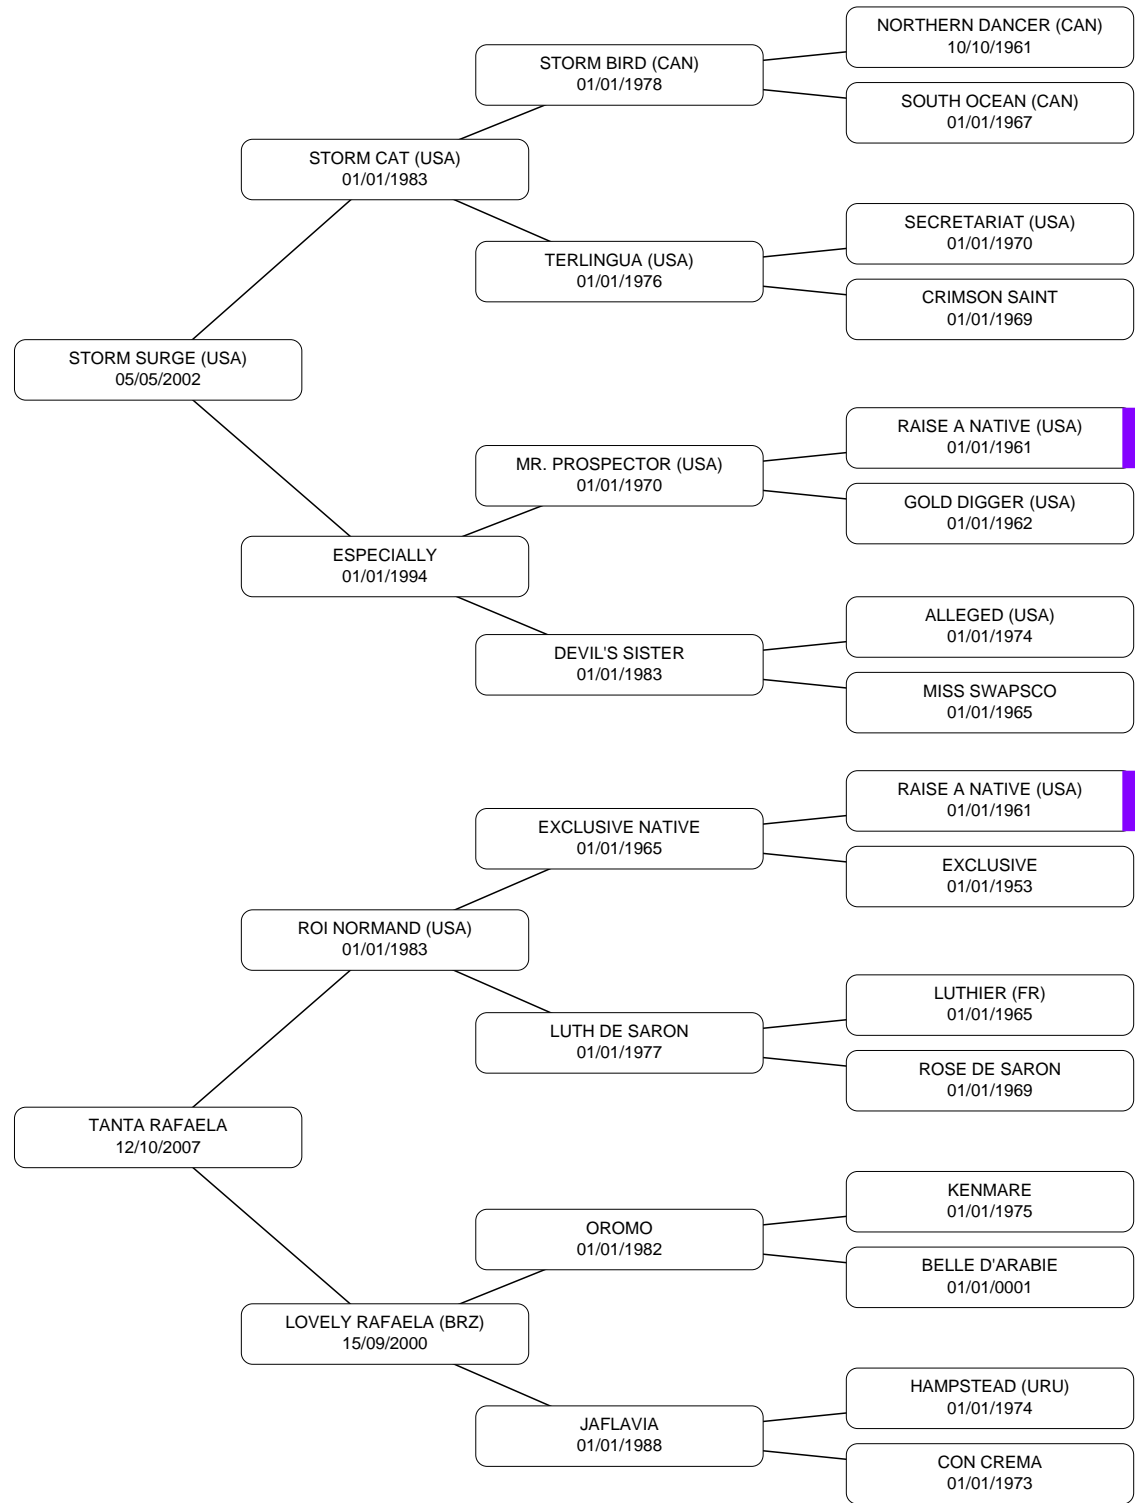 NORTHERN DANCER (CAN)
10/10/1961
STORM BIRD (CAN)
01/01/1978
SOUTH OCEAN (CAN)
01/01/1967
STORM CAT (USA)
01/01/1983
SECRETARIAT (USA)
01/01/1970
TERLINGUA (USA)
01/01/1976
CRIMSON SAINT
01/01/1969
STORM SURGE (USA)
05/05/2002
RAISE A NATIVE (USA)
01/01/1961
MR. PROSPECTOR (USA)
01/01/1970
GOLD DIGGER (USA)
01/01/1962
ESPECIALLY
01/01/1994
ALLEGED (USA)
01/01/1974
DEVIL'S SISTER
01/01/1983
MISS SWAPSCO
01/01/1965
RAISE A NATIVE (USA)
01/01/1961
EXCLUSIVE NATIVE
01/01/1965
EXCLUSIVE
01/01/1953
ROI NORMAND (USA)
01/01/1983
LUTHIER (FR)
01/01/1965
LUTH DE SARON
01/01/1977
ROSE DE SARON
01/01/1969
TANTA RAFAELA
12/10/2007
KENMARE
01/01/1975
OROMO
01/01/1982
BELLE D'ARABIE
01/01/0001
LOVELY RAFAELA (BRZ)
15/09/2000
HAMPSTEAD (URU)
01/01/1974
JAFLAVIA
01/01/1988
CON CREMA
01/01/1973